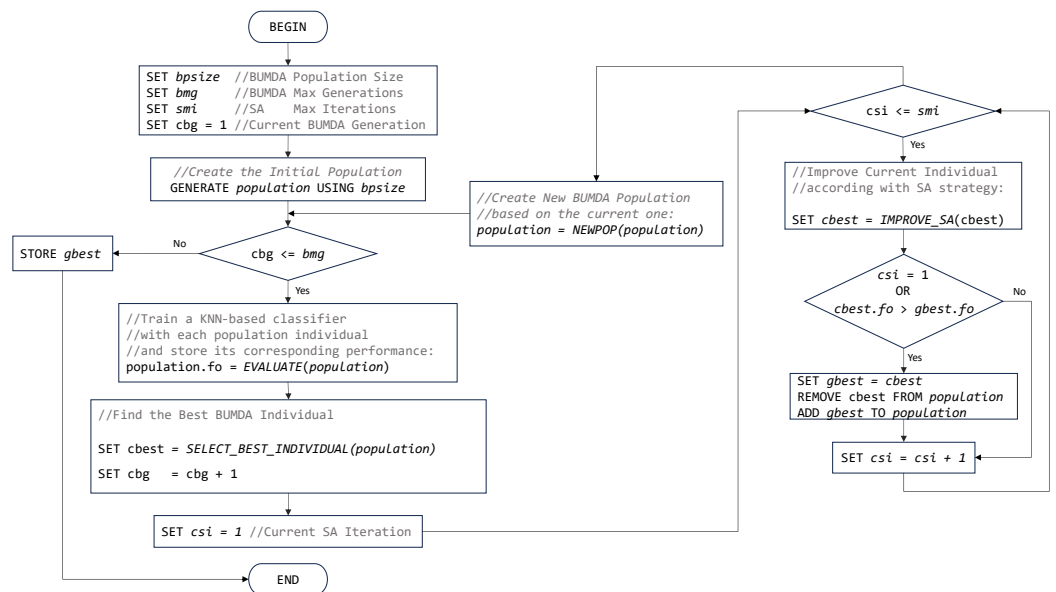 BEGIN
SET bpsize //BUMDA Population Size
SET bmg //BUMDA Max Generations
SET smi //SA Max Iterations
SET cbg = 1 //Current BUMDA Generation
//Create the Initial Population
GENERATE population USING bpsize
cbg <= bmg
No
STORE gbest
Yes
//Train a KNN-based classifier
//with each population individual
//and store its corresponding performance:
population.fo = EVALUATE(population)
//Find the Best BUMDA Individual
SET cbest = SELECT_BEST_INDIVIDUAL(population)
SET cbg = cbg + 1
SET csi = 1 //Current SA Iteration
END
//Create New BUMDA Population
//based on the current one:
population = NEWPOP(population)
csi <= smi
Yes
//Improve Current Individual
//according with SA strategy:
SET cbest = IMPROVE_SA(cbest)
csi = 1
OR
cbest.fo > gbest.fo
No
Yes
SET gbest = cbest
REMOVE cbest FROM population
ADD gbest TO population
SET csi = csi + 1